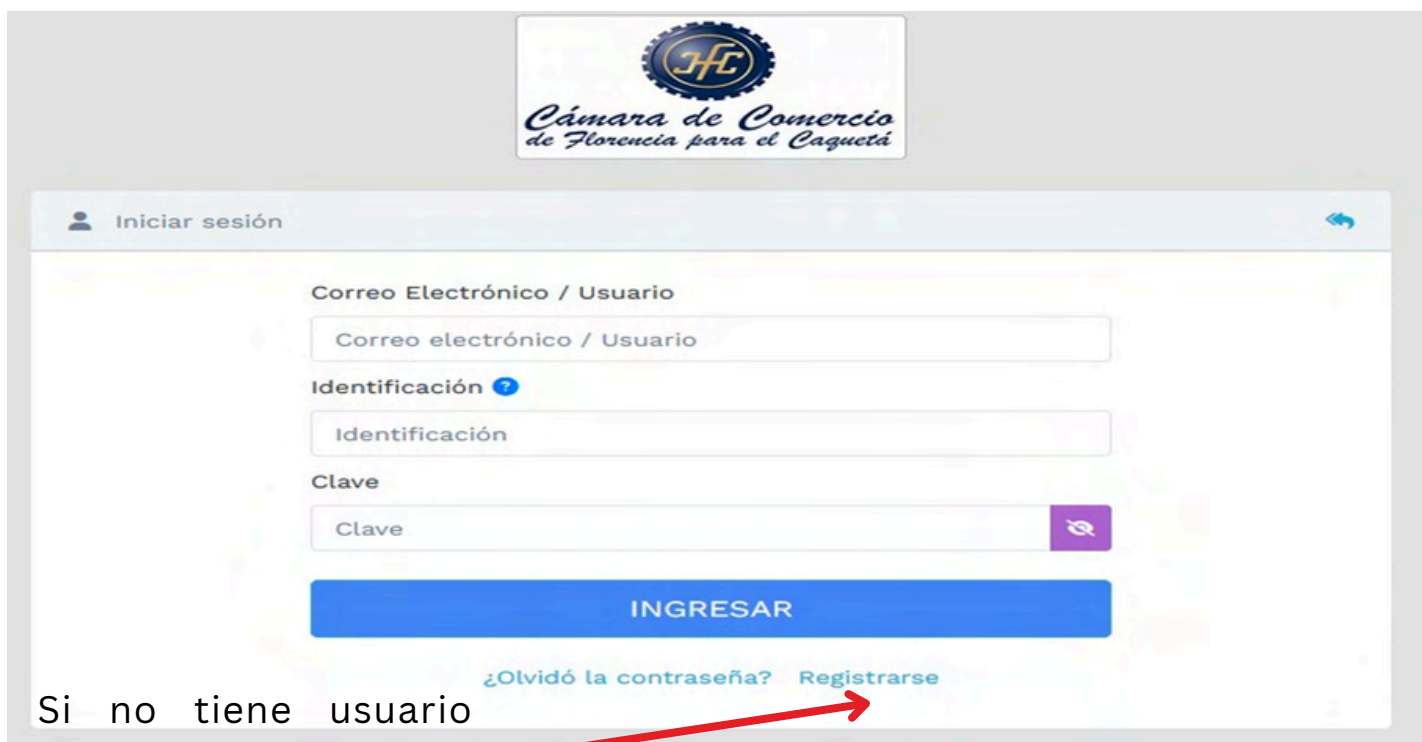 HFC
Cámara de Comercio
de Florencia para el Caquetá
Iniciar sesión
Correo Electrónico / Usuario
Correo electrónico / Usuario
Identificación ?
Identificación
Clave
Clave
INGRESAR
¿Olvidó la contraseña? Registrarse
Si no tiene usuario